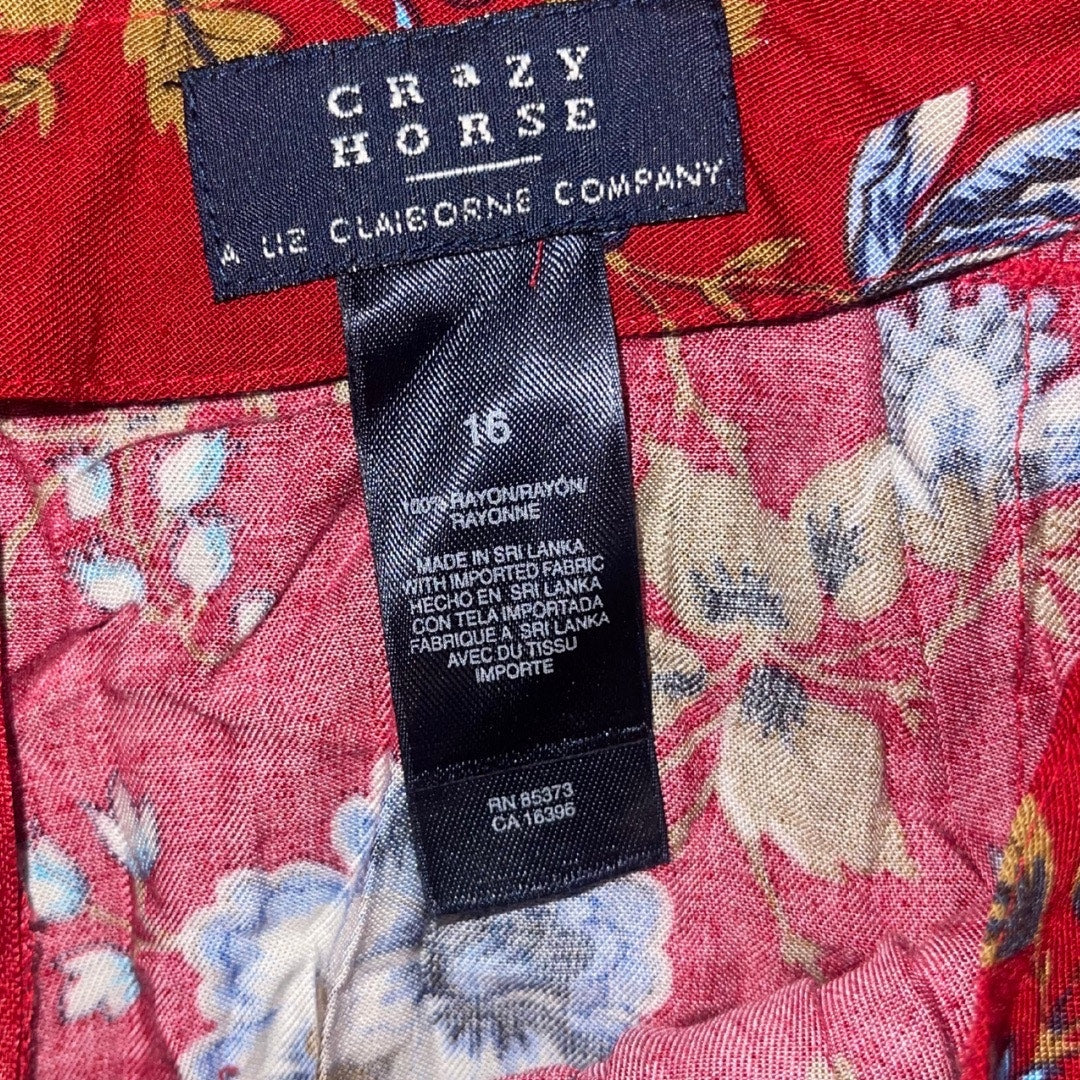 CRaZY
HORSE
A LIZ CLAIBORNE COMPANY
16
100% RAYON/RAYÓN/
RAYONNE
MADE IN SRI LANKA
WITH IMPORTED FABRIC
HECHO EN SRI LANKA
CON TELA IMPORTADA
FABRIQUE A SRI LANKA
AVEC DU TISSU
IMPORTE
RN 85373
CA 16396